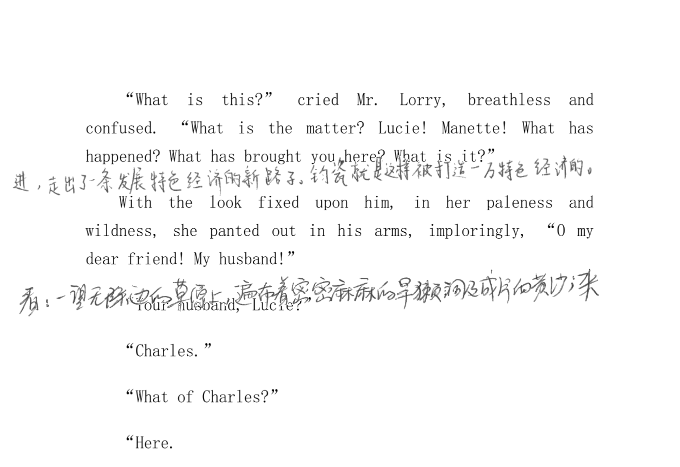 “What is this?” cried Mr. Lorry, breathless and
confused. “What is the matter? Lucie! Manette! What has
happened? What has brought you here? What is it?”
进，走出了一条发展特色经济的新路子。钧瓷就是这样被打造一方特色经济的。
With the look fixed upon him, in her paleness and
wildness, she panted out in his arms, imploringly, “O my
dear friend! My husband!”
看：一望无际的草原上，遍布着密密麻麻的旱獭洞及成片的黄沙
“Your husband, Lucie?”
“Charles.”
“What of Charles?”
“Here.